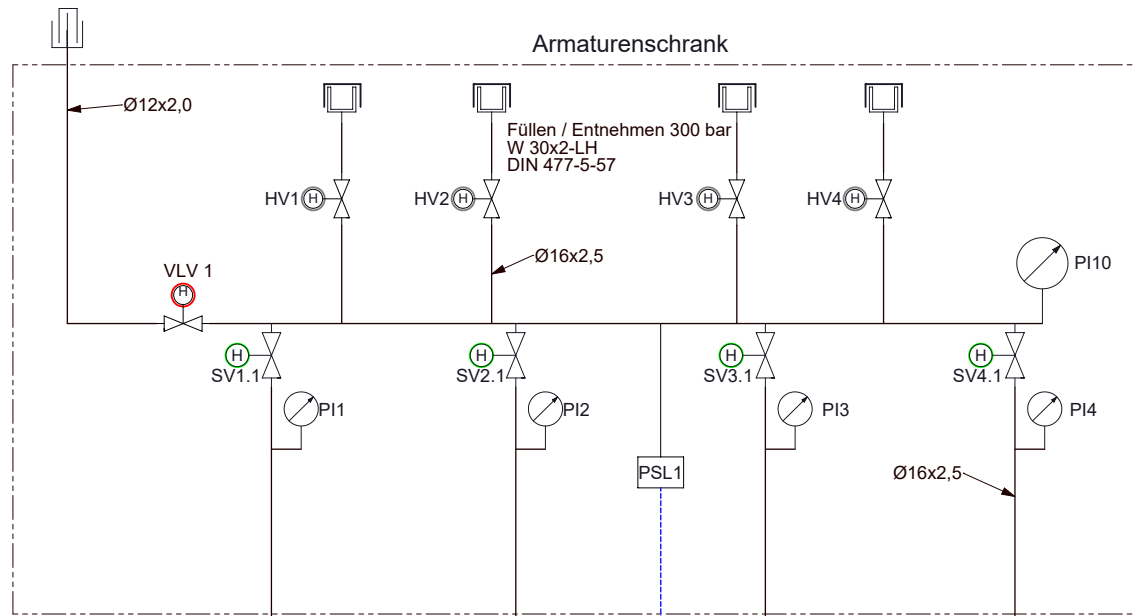 Armaturenschrank
Ø12x2,0
Füllen / Entnehmen 300 bar
W 30x2-LH
DIN 477-5-57
HV1 H
HV2 H
HV3 H
HV4 H
Ø16x2,5
PI10
VLV 1
H
H
SV1.1
H
SV2.1
H
SV3.1
H
SV4.1
PI1
PI2
PI3
PI4
PSL1
Ø16x2,5